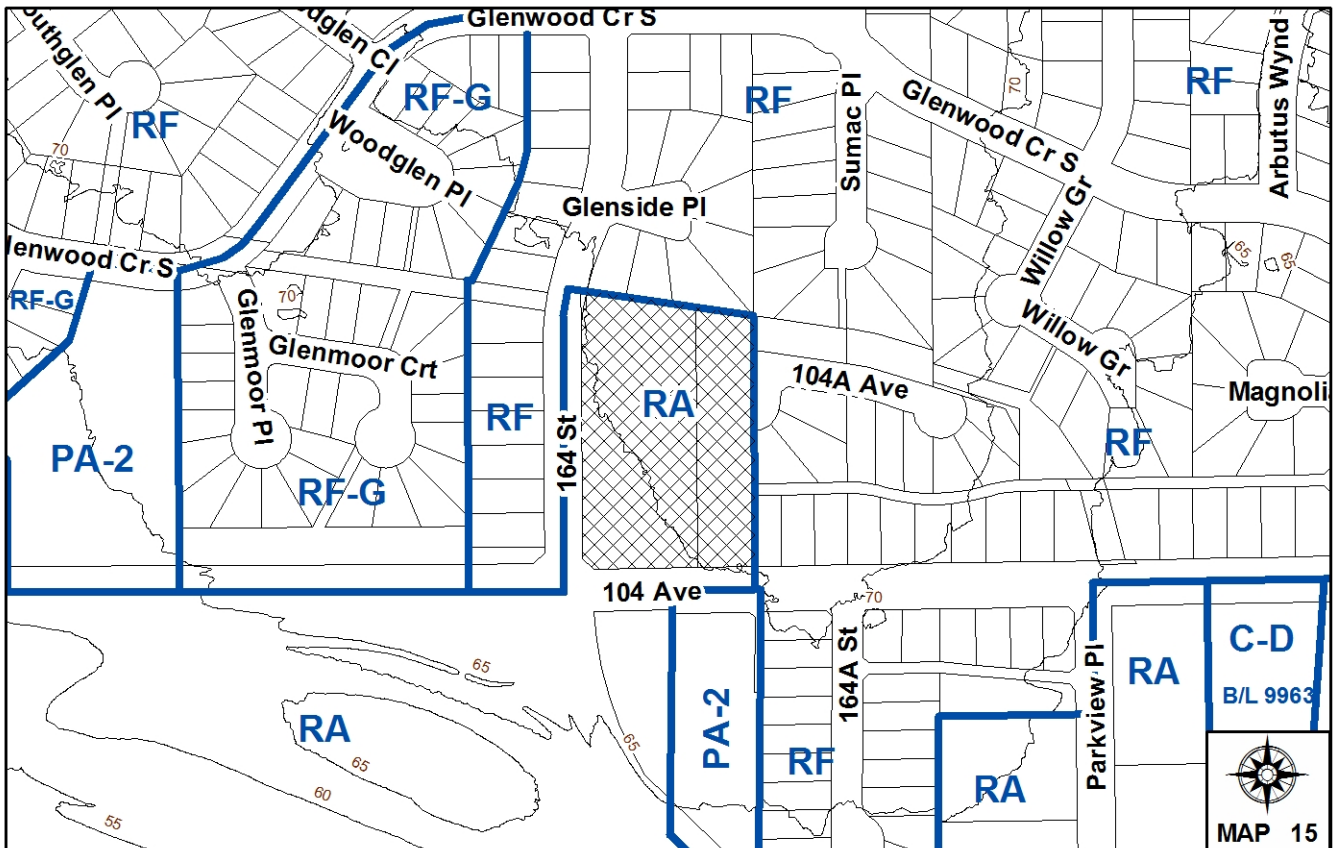 Glenwood Cr S
outhglen Pl
odglen Cl
RF-G
RF
RF
RF
Arbutus Wynd
Glenwood Cr S
Sumac Pl
70
70
Woodglen Pl
Glenside Pl
Willow Gr
lenwood Cr S
65
65
RF-G
70
Glenmoor Pl
Glenmoor Crt
Willow Gr
104A Ave
Magnoli
RA
RF
164 St
RF
PA-2
RF-G
104 Ave
70
164A St
Parkview Pl
RA
C-D
B/L 9963
65
RA
65
65
PA-2
RF
RA
60
55
MAP 15